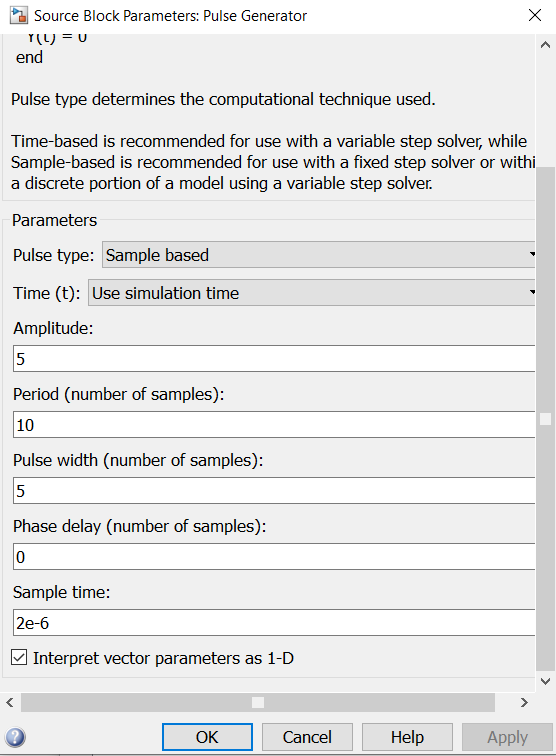 Source Block Parameters: Pulse Generator
Y(t) = 0
end
Pulse type determines the computational technique used.
Time-based is recommended for use with a variable step solver, while
Sample-based is recommended for use with a fixed step solver or withi
a discrete portion of a model using a variable step solver.
Parameters
Pulse type: Sample based
Time (t): Use simulation time
Amplitude:
5
Period (number of samples):
10
Pulse width (number of samples):
5
Phase delay (number of samples):
0
Sample time:
2e-6
Interpret vector parameters as 1-D
OK Cancel Help Apply